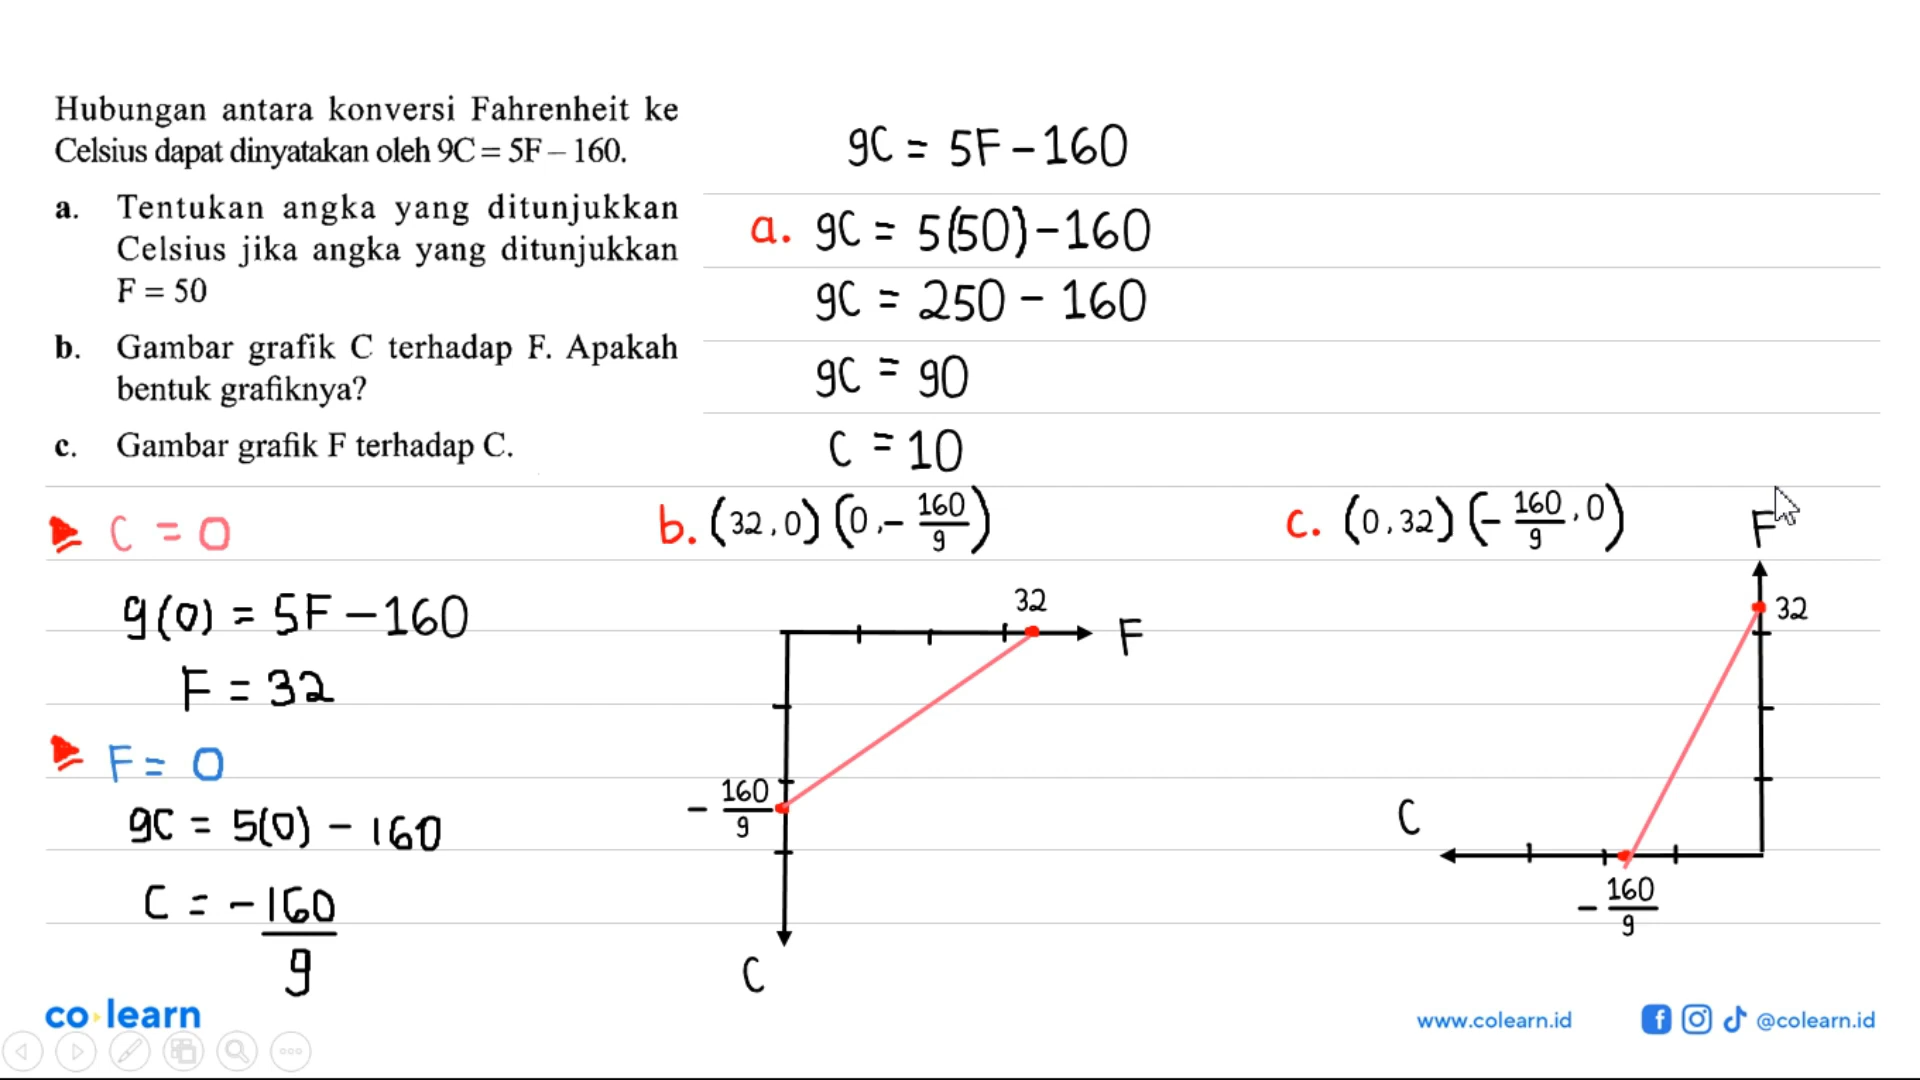 Hubungan antara konversi Fahrenheit ke
Celsius dapat dinyatakan oleh 9C = 5F – 160.
a. Tentukan angka yang ditunjukkan
Celsius jika angka yang ditunjukkan
F = 50
b. Gambar grafik C terhadap F. Apakah
bentuk grafiknya?
c. Gambar grafik F terhadap C.
9C = 5F - 160
a. 9C = 5(50) - 160
9C = 250 - 160
9C = 90
C = 10
C = 0
9(0) = 5F - 160
F = 32
F = 0
9C = 5(0) - 160
C = -160
9
b. (32,0) (0, - 160/9)
32
F
- 160
9
C
c. (0,32) (- 160/9, 0)
F
32
C
- 160
9
co learn
www.colearn.id
@colearn.id